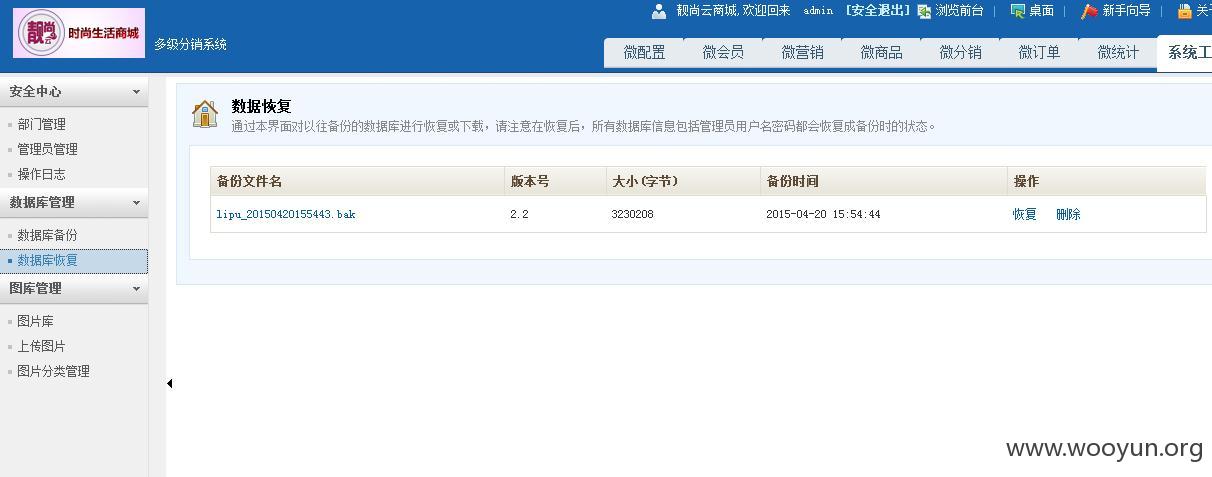 靓尚云 时尚生活商城
多级分销系统
靓尚云商城,欢迎回来 admin [安全退出] 浏览前台 | 桌面 | 新手向导 | 关于
微配置 微会员 微营销 微商品 微分销 微订单 微统计 系统工
安全中心
部门管理
管理员管理
操作日志
数据库管理
数据库备份
数据库恢复
图库管理
图片库
上传图片
图片分类管理
数据恢复
通过本界面对以往备份的数据库进行恢复或下载，请注意在恢复后，所有数据库信息包括管理员用户名密码都会恢复成备份时的状态。
备份文件名 版本号 大小(字节) 备份时间 操作
lipu_20150420155443.bak 2.2 3230208 2015-04-20 15:54:44 恢复 删除
www.wooyun.org